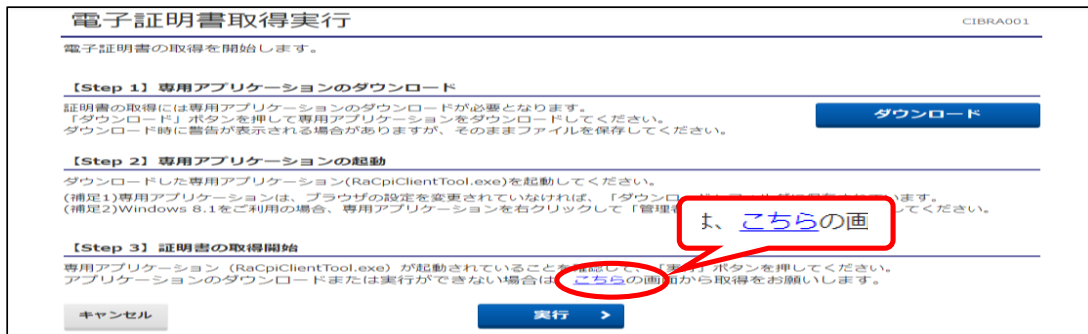 電子証明書取得実行
CIBRA001
電子証明書の取得を開始します。
【Step 1】専用アプリケーションのダウンロード
証明書の取得には専用アプリケーションのダウンロードが必要となります。
「ダウンロード」ボタンを押して専用アプリケーションをダウンロードしてください。
ダウンロード時に警告が表示される場合がありますが、そのままファイルを保存してください。
ダウンロード
【Step 2】専用アプリケーションの起動
ダウンロードした専用アプリケーション(RaCpiClientTool.exe)を起動してください。
(補足1)専用アプリケーションは、ブラウザの設定を変更されていなければ、「ダウンロード」フォルダに保存されています。
(補足2)Windows 8.1をご利用の場合、専用アプリケーションを右クリックして「管理者 してください。
は、こちらの画
【Step 3】証明書の取得開始
専用アプリケーション（RaCpiClientTool.exe）が起動されていることを確認して、「実行」ボタンを押してください。
アプリケーションのダウンロードまたは実行ができない場合は、こちらの画面から取得をお願いします。
キャンセル
実行 >